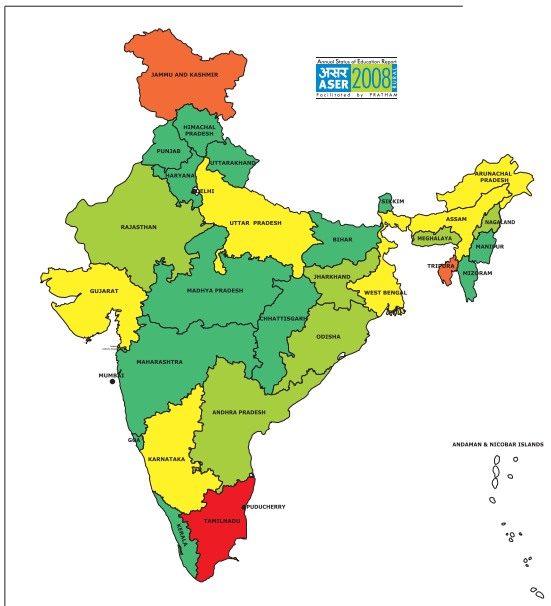 Annual Status of Education Report
असर
ASER
2008
RURAL
Facilitated by PRATHAM
JAMMU AND KASHMIR
HIMACHAL
PRADESH
PUNJAB
UTTARAKHAND
HARYANA
DELHI
ARUNACHAL
PRADESH
SIKKIM
RAJASTHAN
UTTAR PRADESH
ASSAM
NAGALAND
BIHAR
MEGHALAYA
MANIPUR
TRIPURA
MIZORAM
JHARKHAND
GUJARAT
MADHYA PRADESH
WEST BENGAL
CHHATTISGARH
ODISHA
MAHARASHTRA
MUMBAI
ANDHRA PRADESH
GOA
ANDAMAN & NICOBAR ISLANDS
KARNATAKA
PUDUCHERRY
TAMILNADU
KERALA